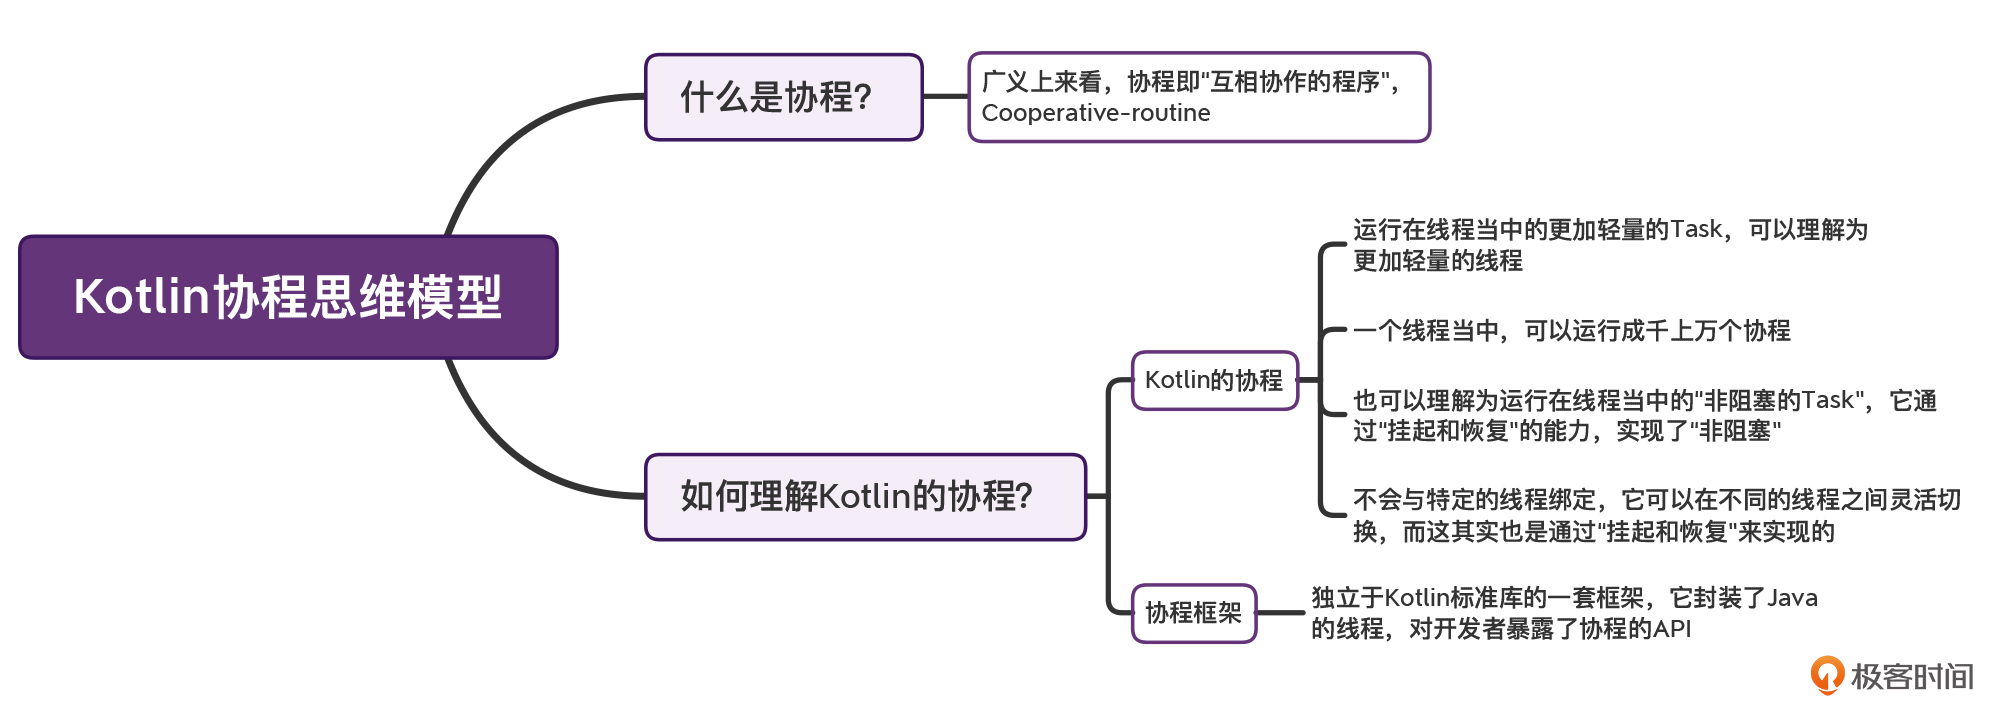 什么是协程?
广义上来看，协程即"互相协作的程序"，
Cooperative-routine
Kotlin协程思维模型
如何理解Kotlin的协程?
Kotlin的协程
运行在线程当中的更加轻量的Task，可以理解为
更加轻量的线程
一个线程当中，可以运行成千上万个协程
也可以理解为运行在线程当中的"非阻塞的Task"，它通
过"挂起和恢复"的能力，实现了"非阻塞"
不会与特定的线程绑定，它可以在不同的线程之间灵活切
换，而这其实也是通过"挂起和恢复"来实现的
协程框架
独立于Kotlin标准库的一套框架，它封装了Java
的线程，对开发者暴露了协程的API
极客时间